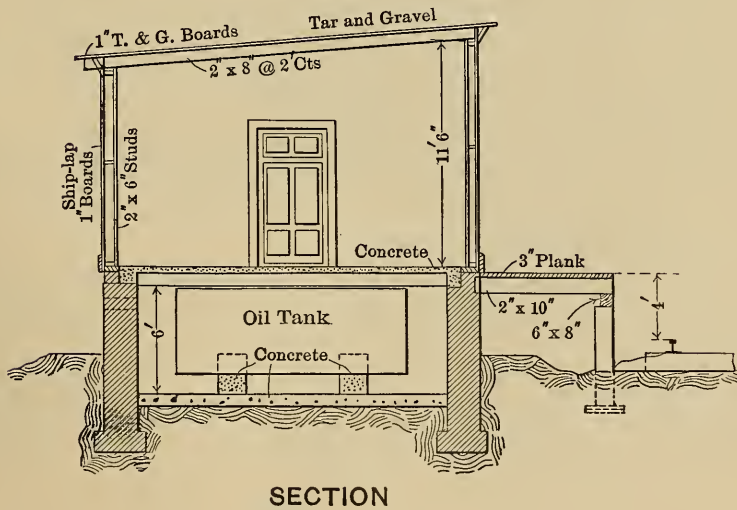 Tar and Gravel
1" T. & G. Boards
2" x 8" @ 2' Cts
Ship-lap
1" Boards
2" x 6" Studs
11' 6"
Concrete
3" Plank
2" x 10"
6" x 8"
4'
6'
Oil Tank
Concrete
SECTION